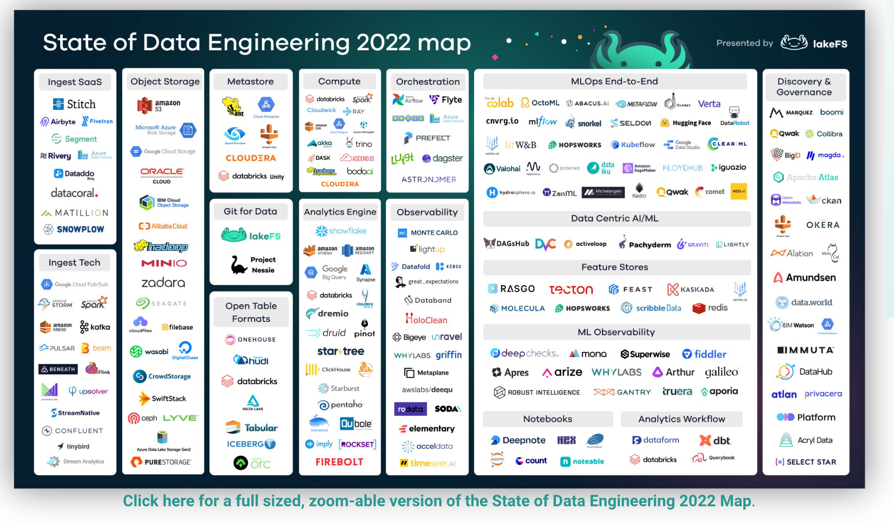 State of Data Engineering 2022 map
Presented by lakeFS
Ingest SaaS
Stitch
Airbyte Fivetran
Segment
Rivery Azure Data Factory
Dataddo
datacoral.
MATILLION
SNOWPLOW
Ingest Tech
Google Cloud Pub/Sub
STORM Spark
amazon KINESIS kafka
PULSAR beam
BENEATH Flink
upsolver
StreamNative
CONFLUENT
tinybird
Stream Analytics
Object Storage
amazon S3
Microsoft Azure
Blob Storage
Google Cloud Storage
ORACLE
CLOUD
IBM Cloud
Object Storage
Alibaba Cloud
hadoop
MINIO
zadara
SEAGATE
cloudflare filebase
wasabi DigitalOcean
CrowdStorage
SwiftStack
ceph LYVE
Azure Data Lake Storage Gen2
PURESTORAGE
Metastore
HIVE
CLOUDERA
databricks Unity
Git for Data
lakeFS
Project
Nessie
Open Table
Formats
ONEHOUSE
hudi
databricks
DELTA LAKE
Tabular
ICEBERG
orc
Compute
databricks Spark
Cloudwick RAY
akka trino
DASK ASCEND.IO
hadoop bodo.ai
CLOUDERA
Analytics Engine
snowflake
amazon ATHENA amazon REDSHIFT
Google
Big Query Azure Synapse
databricks cloudera
dremio
druid pinot
star tree
ClickHouse
Starburst
pentaho
Qubole
imply ROCKSET
FIREBOLT
Orchestration
Airflow Flyte
PREFECT
Luigi dagster
ASTRONOMER
Observability
MONTE CARLO
lightup
Datafold KENSU
great_expectations
Databand
HoloClean
Bigeye unravel
WHYLABS griffin
Metaplane
awslabs/deequ
redata SODA
elementary
acceldata
timeseer.AI
MLOps End-to-End
colab OctoML ABACUS.AI METAFLOW Verta
cnvrg.io mlflow snorkel SELDON Hugging Face DataRobot
W&B HOPSWORKS Kubeflow Google Data Studio CLEAR|ML
Valohai DOMINO data iku Amazon SageMaker FLOYDHUB iguazio
hydrosphere.io ZenML Michelangelo Kedro Qwak comet H2O.ai
Data Centric AI/ML
DAGsHub DVC activeloop Pachyderm GRAVITI LIGHTLY
Feature Stores
RASGO tecton FEAST KASKADA
MOLECULA HOPSWORKS scribbleData redis
ML Observability
deepchecks. mona Superwise fiddler
Apres arize WHYLABS Arthur galileo
ROBUST INTELLIGENCE GANTRY truera aporia
Notebooks
Deepnote HEX
jupyter count noteable
Analytics Workflow
dataform dbt
databricks Querybook
Discovery &
Governance
MARQUEZ boomi
Qwak Collibra
BigID magda.
Apache Atlas
Open Metadata ckan
OKERA
Alation
Amundsen
data.world
IBM Watson
IMMUTA
DataHub
atlan privacera
Platform
Acryl Data
SELECT STAR
Click here for a full sized, zoom-able version of the State of Data Engineering 2022 Map.